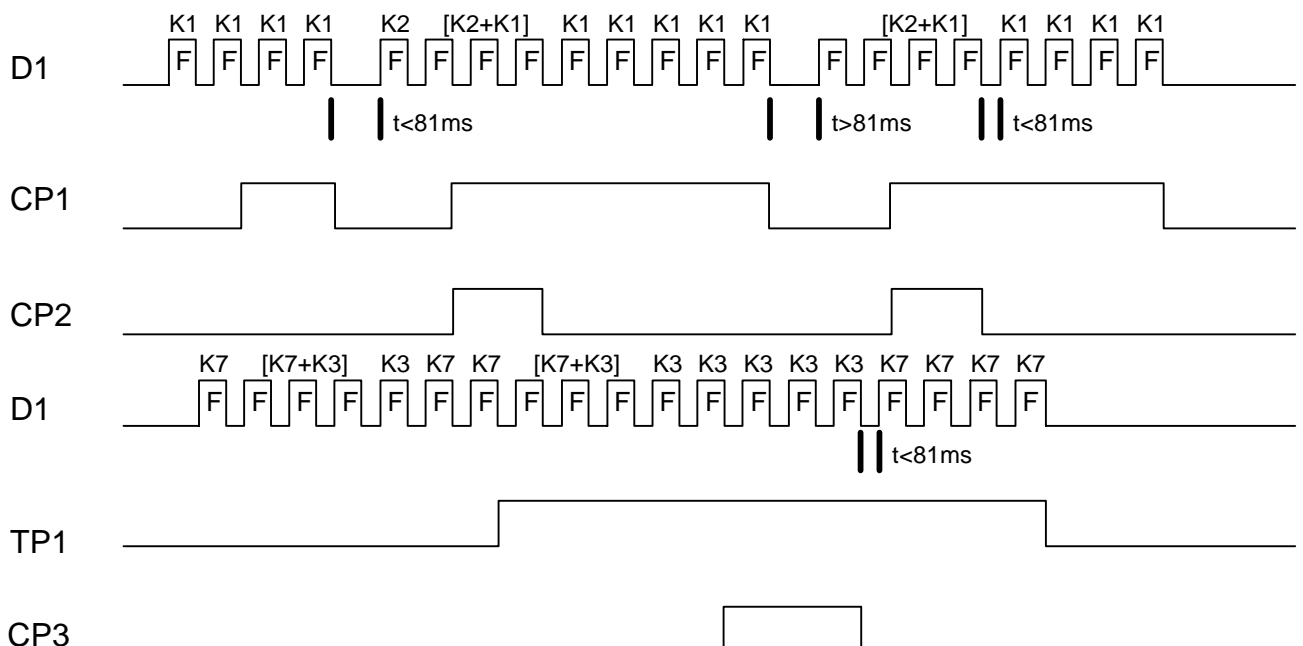 K1 K1 K1 K1 K2 [K2+K1] K1 K1 K1 K1 K1 [K2+K1] K1 K1 K1 K1
D1 F F F F F F F F F F F F F F F F F F F F F
t<81ms t>81ms t<81ms
CP1
CP2
K7 [K7+K3] K3 K7 K7 [K7+K3] K3 K3 K3 K3 K3 K7 K7 K7 K7
D1 F F F F F F F F F F F F F F F F F F F
t<81ms
TP1
CP3